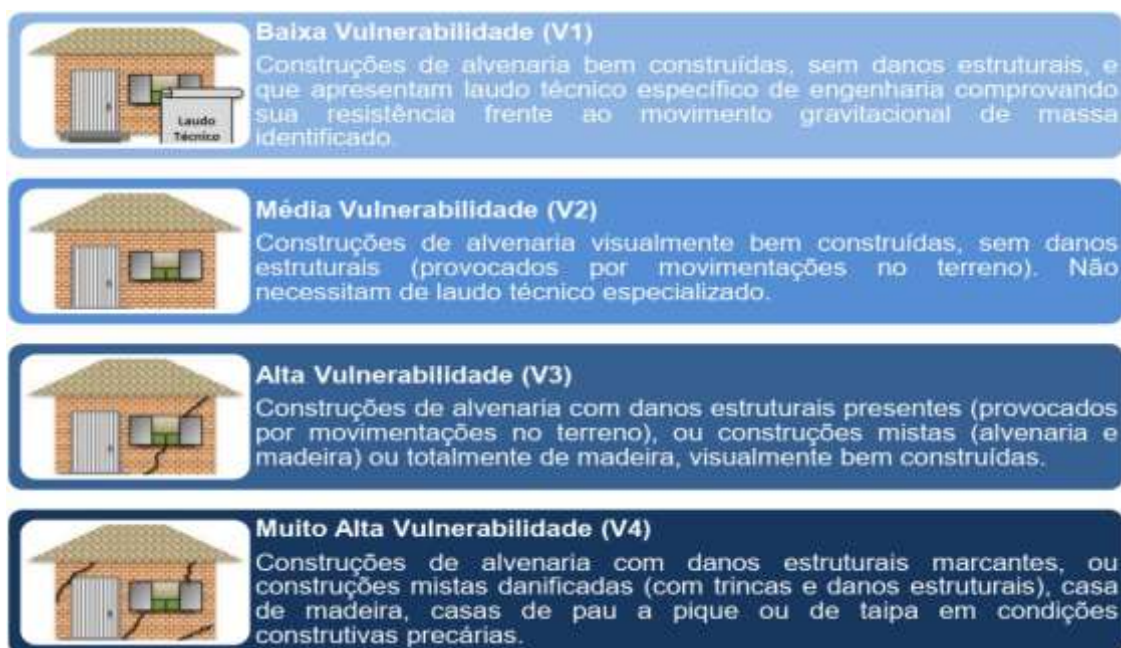 Baixa Vulnerabilidade (V1)
Construções de alvenaria bem construídas, sem danos estruturais, e
que apresentam laudo técnico específico de engenharia comprovando
sua resistência frente ao movimento gravitacional de massa
identificado.
Laudo
Técnico
Média Vulnerabilidade (V2)
Construções de alvenaria visualmente bem construídas, sem danos
estruturais (provocados por movimentações no terreno). Não
necessitam de laudo técnico especializado.
Alta Vulnerabilidade (V3)
Construções de alvenaria com danos estruturais presentes (provocados
por movimentações no terreno), ou construções mistas (alvenaria e
madeira) ou totalmente de madeira, visualmente bem construídas.
Muito Alta Vulnerabilidade (V4)
Construções de alvenaria com danos estruturais marcantes, ou
construções mistas danificadas (com trincas e danos estruturais), casa
de madeira, casas de pau a pique ou de taipa em condições
construtivas precárias.